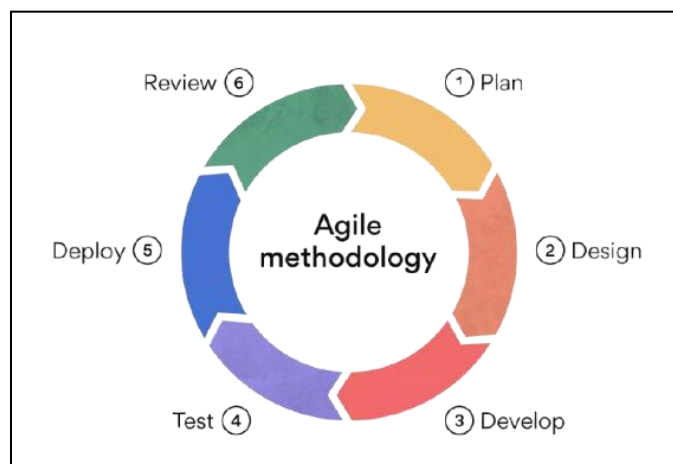 Review 6
1 Plan
Agile
methodology
Deploy 5
2 Design
Test 4
3 Develop